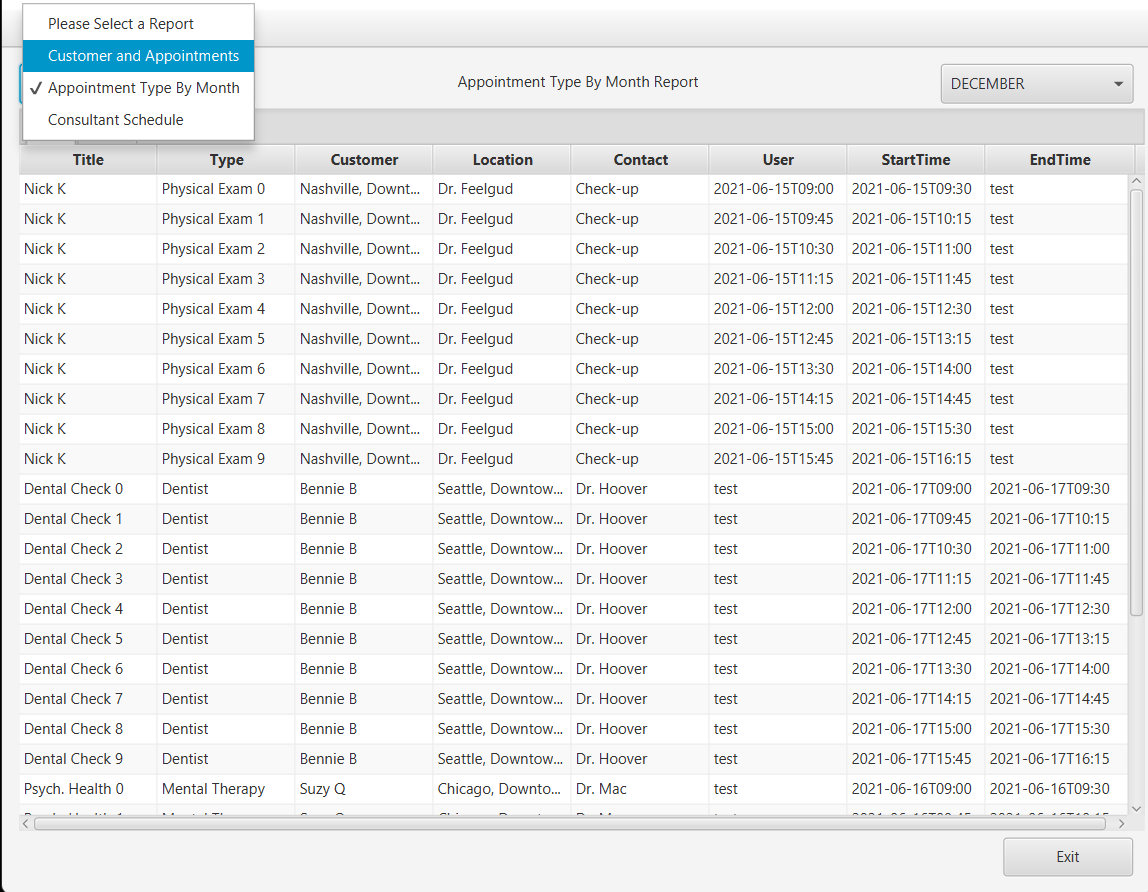 Please Select a Report
Customer and Appointments
✓ Appointment Type By Month
Consultant Schedule
Appointment Type By Month Report
DECEMBER
Title Type Customer Location Contact User StartTime EndTime
Nick K Physical Exam 0 Nashville, Downt... Dr. Feelgud Check-up 2021-06-15T09:00 2021-06-15T09:30 test
Nick K Physical Exam 1 Nashville, Downt... Dr. Feelgud Check-up 2021-06-15T09:45 2021-06-15T10:15 test
Nick K Physical Exam 2 Nashville, Downt... Dr. Feelgud Check-up 2021-06-15T10:30 2021-06-15T11:00 test
Nick K Physical Exam 3 Nashville, Downt... Dr. Feelgud Check-up 2021-06-15T11:15 2021-06-15T11:45 test
Nick K Physical Exam 4 Nashville, Downt... Dr. Feelgud Check-up 2021-06-15T12:00 2021-06-15T12:30 test
Nick K Physical Exam 5 Nashville, Downt... Dr. Feelgud Check-up 2021-06-15T12:45 2021-06-15T13:15 test
Nick K Physical Exam 6 Nashville, Downt... Dr. Feelgud Check-up 2021-06-15T13:30 2021-06-15T14:00 test
Nick K Physical Exam 7 Nashville, Downt... Dr. Feelgud Check-up 2021-06-15T14:15 2021-06-15T14:45 test
Nick K Physical Exam 8 Nashville, Downt... Dr. Feelgud Check-up 2021-06-15T15:00 2021-06-15T15:30 test
Nick K Physical Exam 9 Nashville, Downt... Dr. Feelgud Check-up 2021-06-15T15:45 2021-06-15T16:15 test
Dental Check 0 Dentist Bennie B Seattle, Downtow... Dr. Hoover test 2021-06-17T09:00 2021-06-17T09:30
Dental Check 1 Dentist Bennie B Seattle, Downtow... Dr. Hoover test 2021-06-17T09:45 2021-06-17T10:15
Dental Check 2 Dentist Bennie B Seattle, Downtow... Dr. Hoover test 2021-06-17T10:30 2021-06-17T11:00
Dental Check 3 Dentist Bennie B Seattle, Downtow... Dr. Hoover test 2021-06-17T11:15 2021-06-17T11:45
Dental Check 4 Dentist Bennie B Seattle, Downtow... Dr. Hoover test 2021-06-17T12:00 2021-06-17T12:30
Dental Check 5 Dentist Bennie B Seattle, Downtow... Dr. Hoover test 2021-06-17T12:45 2021-06-17T13:15
Dental Check 6 Dentist Bennie B Seattle, Downtow... Dr. Hoover test 2021-06-17T13:30 2021-06-17T14:00
Dental Check 7 Dentist Bennie B Seattle, Downtow... Dr. Hoover test 2021-06-17T14:15 2021-06-17T14:45
Dental Check 8 Dentist Bennie B Seattle, Downtow... Dr. Hoover test 2021-06-17T15:00 2021-06-17T15:30
Dental Check 9 Dentist Bennie B Seattle, Downtow... Dr. Hoover test 2021-06-17T15:45 2021-06-17T16:15
Psych. Health 0 Mental Therapy Suzy Q Chicago, Downto... Dr. Mac test 2021-06-16T09:00 2021-06-16T09:30
Exit